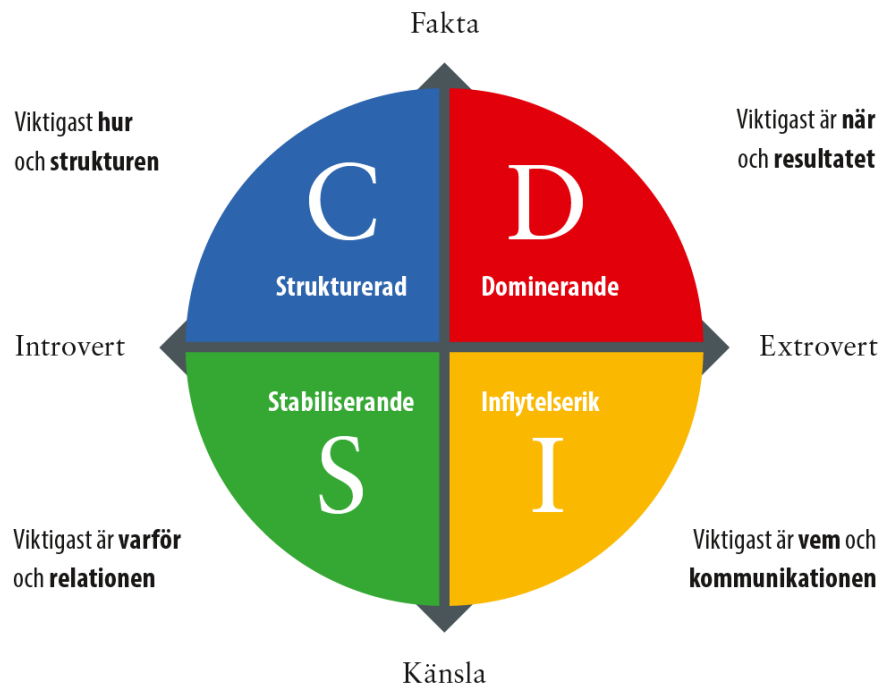 Fakta
Viktigast hur
och strukturen
Viktigast är när
och resultatet
C
D
Strukturerad
Dominerande
Introvert
Extrovert
Stabiliserande
Inflytelserik
S
I
Viktigast är varför
och relationen
Viktigast är vem och
kommunikationen
Känsla